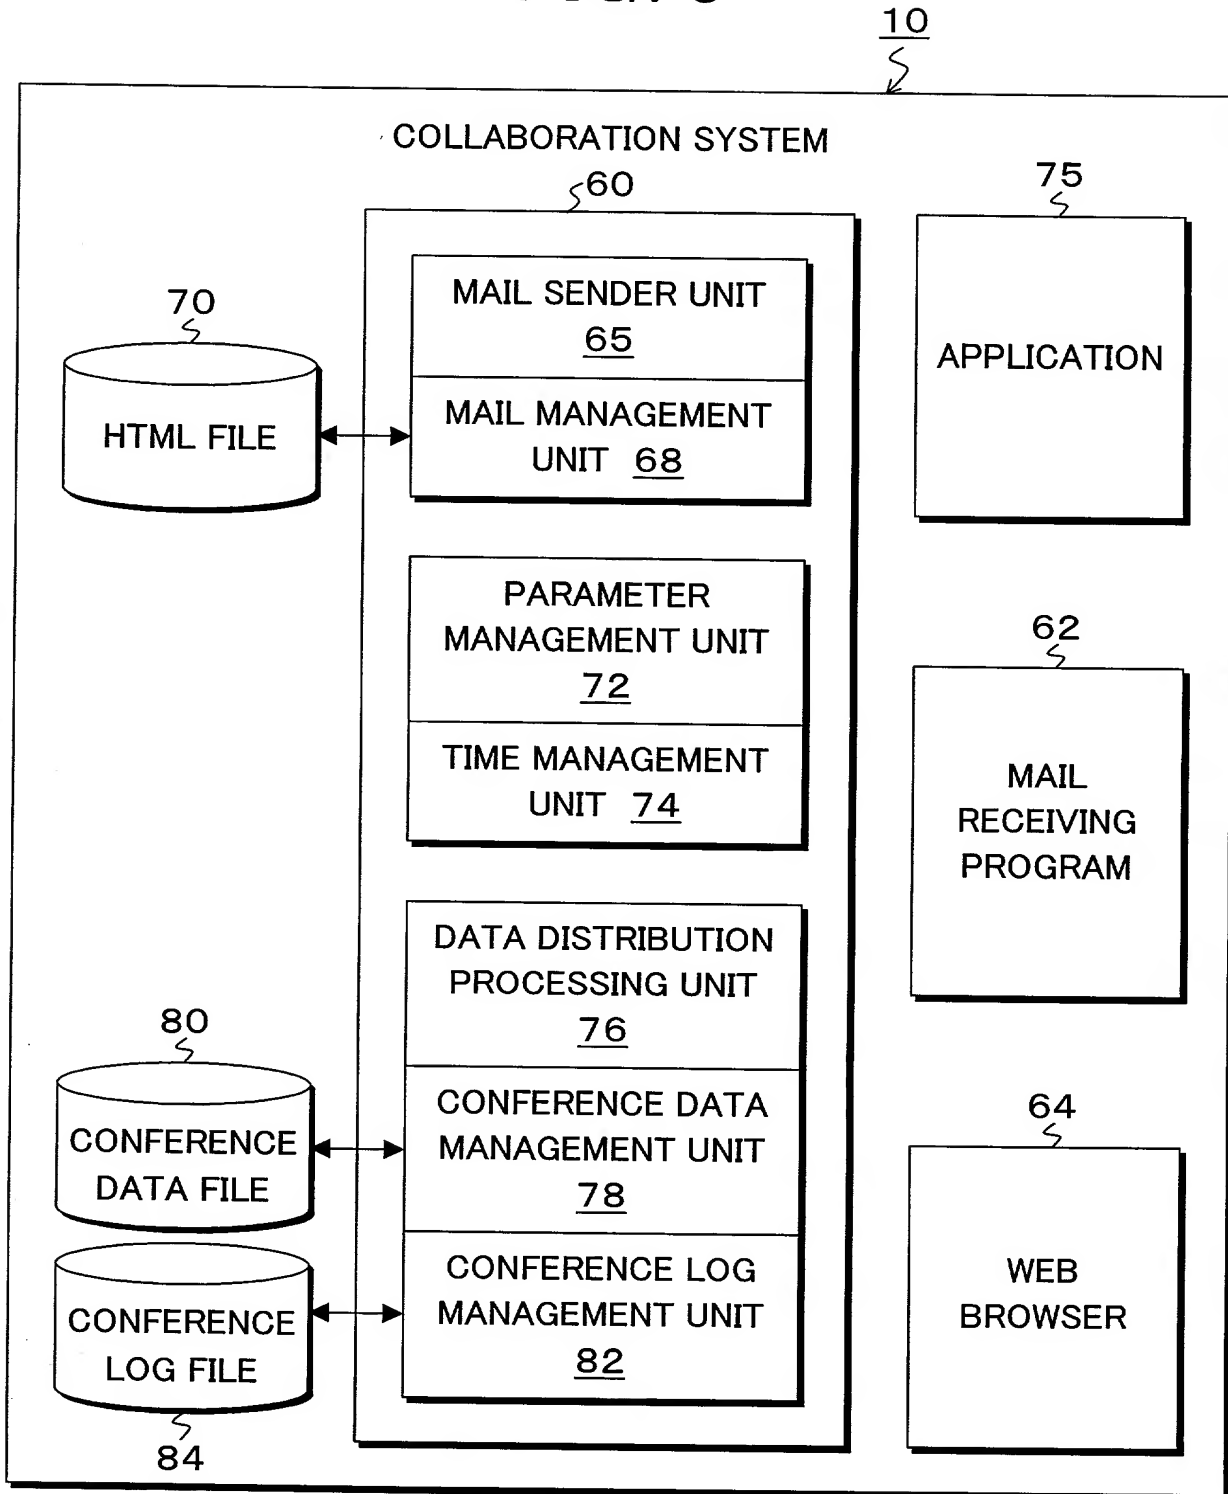 10
COLLABORATION SYSTEM
60
MAIL SENDER UNIT
65
MAIL MANAGEMENT
UNIT 68
70
HTML FILE
PARAMETER
MANAGEMENT UNIT
72
TIME MANAGEMENT
UNIT 74
DATA DISTRIBUTION
PROCESSING UNIT
76
CONFERENCE DATA
MANAGEMENT UNIT
78
CONFERENCE LOG
MANAGEMENT UNIT
82
80
CONFERENCE
DATA FILE
CONFERENCE
LOG FILE
84
75
APPLICATION
62
MAIL
RECEIVING
PROGRAM
64
WEB
BROWSER